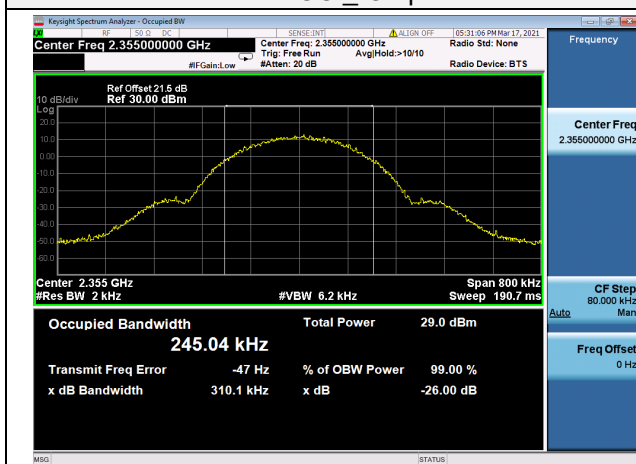 Keysight Spectrum Analyzer - Occupied BW
RF 50 Ω DC SENSE:INT ALIGN OFF 05:31:06 PM Mar 17, 2021
Center Freq 2.355000000 GHz
Center Freq: 2.355000000 GHz
Radio Std: None
Trig: Free Run Avg|Hold:>10/10
#IFGain:Low
#Atten: 20 dB
Radio Device: BTS
Frequency
Ref Offset 21.5 dB
10 dB/div Ref 30.00 dBm
Log
20.0
10.0
0.00
-10.0
-20.0
-30.0
-40.0
-50.0
-60.0
Center Freq
2.355000000 GHz
Center 2.355 GHz Span 800 kHz
#Res BW 2 kHz #VBW 6.2 kHz Sweep 190.7 ms
CF Step
80.000 kHz
Auto Man
Occupied Bandwidth Total Power 29.0 dBm
245.04 kHz
Transmit Freq Error -47 Hz % of OBW Power 99.00 %
x dB Bandwidth 310.1 kHz x dB -26.00 dB
Freq Offset
0 Hz
MSG STATUS